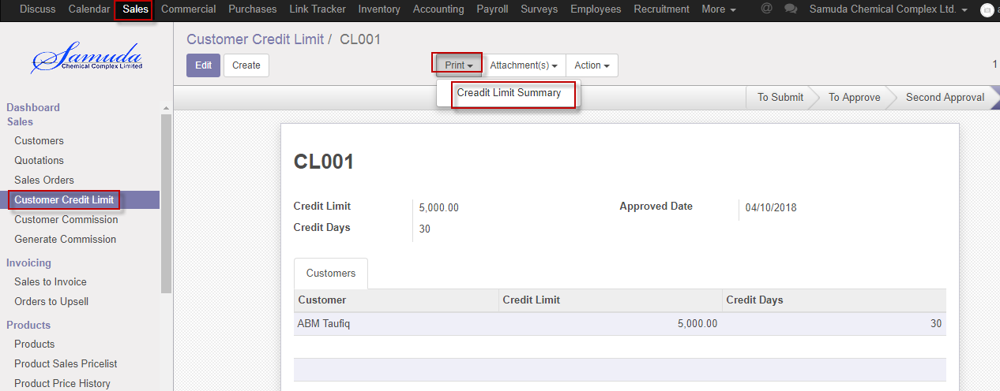 Discuss Calendar Sales Commercial Purchases Link Tracker Inventory Accounting Payroll Surveys Employees Recruitment More @ Samuda Chemical Complex Ltd.
Samuda
Chemical Complex Limited
Customer Credit Limit / CL001
Edit Create Print Attachment(s) Action 1
Creadit Limit Summary
To Submit To Approve Second Approval
Dashboard
Sales
Customers
Quotations
Sales Orders
Customer Credit Limit
Customer Commission
Generate Commission
Invoicing
Sales to Invoice
Orders to Upsell
Products
Products
Product Sales Pricelist
Product Price History
CL001
Credit Limit 5,000.00 Approved Date 04/10/2018
Credit Days 30
Customers
Customer Credit Limit Credit Days
ABM Taufiq 5,000.00 30